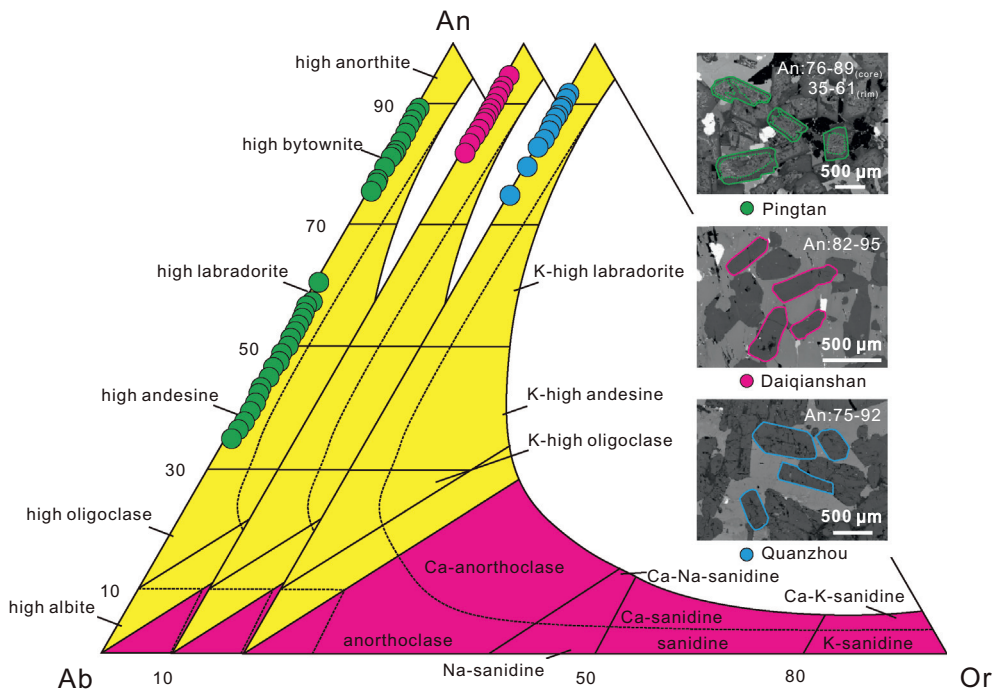 An
high anorthite
90
high bytownite
70
high labradorite
K-high labradorite
50
high andesine
K-high andesine
K-high oligoclase
30
high oligoclase
10
high albite
Ca-anorthoclase
Ca-Na-sanidine
Ca-K-sanidine
Ca-sanidine
anorthoclase
sanidine
K-sanidine
Na-sanidine
Ab
10
50
80
Or
An:76-89(core)
35-61(rim)
500 μm
Pingtan
An:82-95
500 μm
Daiqianshan
An:75-92
500 μm
Quanzhou